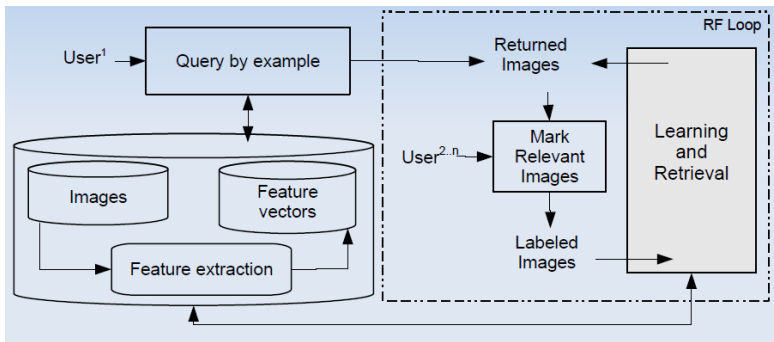 RF Loop
User1
Query by example
Returned
Images
Learning
and
Retrieval
User2..n
Mark
Relevant
Images
Images
Feature
vectors
Labeled
Images
Feature extraction